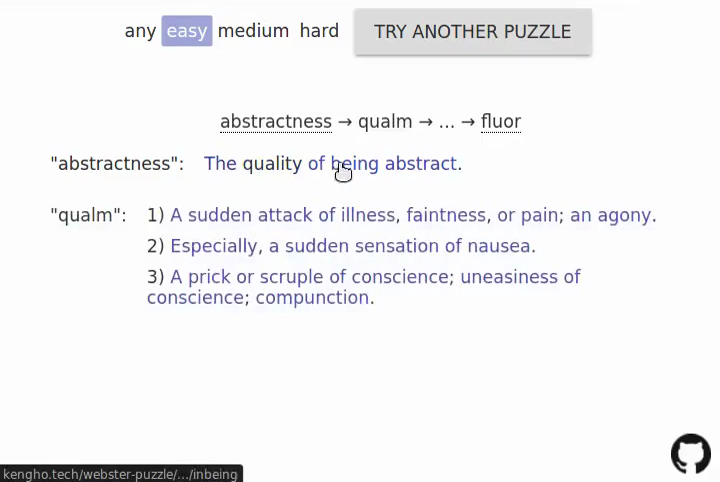 any easy medium hard TRY ANOTHER PUZZLE
abstractness → qualm → ... → fluor
"abstractness": The quality of being abstract.
"qualm": 1) A sudden attack of illness, faintness, or pain; an agony.
2) Especially, a sudden sensation of nausea.
3) A prick or scruple of conscience; uneasiness of
conscience; compunction.
kengho.tech/webster-puzzle/.../inbeing